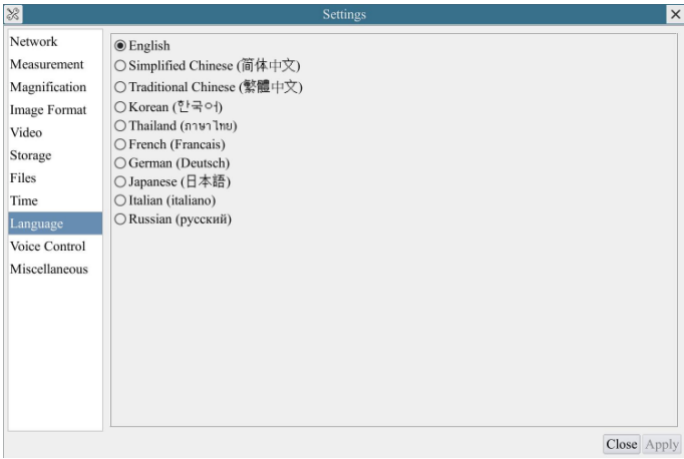 Settings
Network
Measurement
Magnification
Image Format
Video
Storage
Files
Time
Language
Voice Control
Miscellaneous
English
Simplified Chinese (简体中文)
Traditional Chinese (繁體中文)
Korean (한국어)
Thailand (ภาษาไทย)
French (Francais)
German (Deutsch)
Japanese (日本語)
Italian (italiano)
Russian (русский)
Close Apply